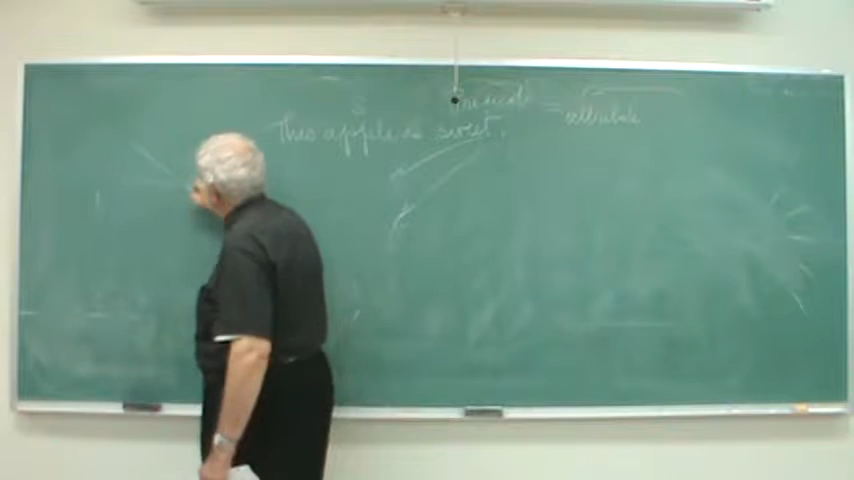 S Predicate = attribute
This apple is sweet.